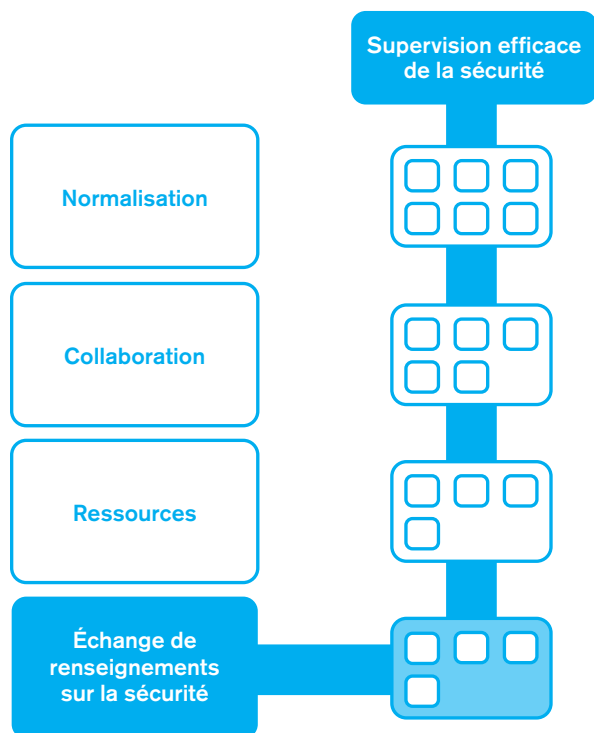 Supervision efficace
de la sécurité
Normalisation
Collaboration
Ressources
Échange de
renseignements
sur la sécurité